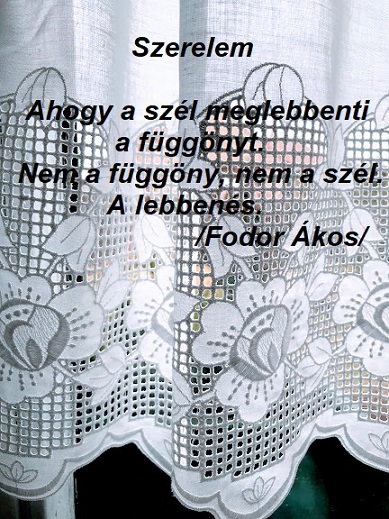 Szerelem
Ahogy a szél meglebbenti
a függönyt.
Nem a függöny, nem a szél.
A lebbenés.
/Fodor Ákos/